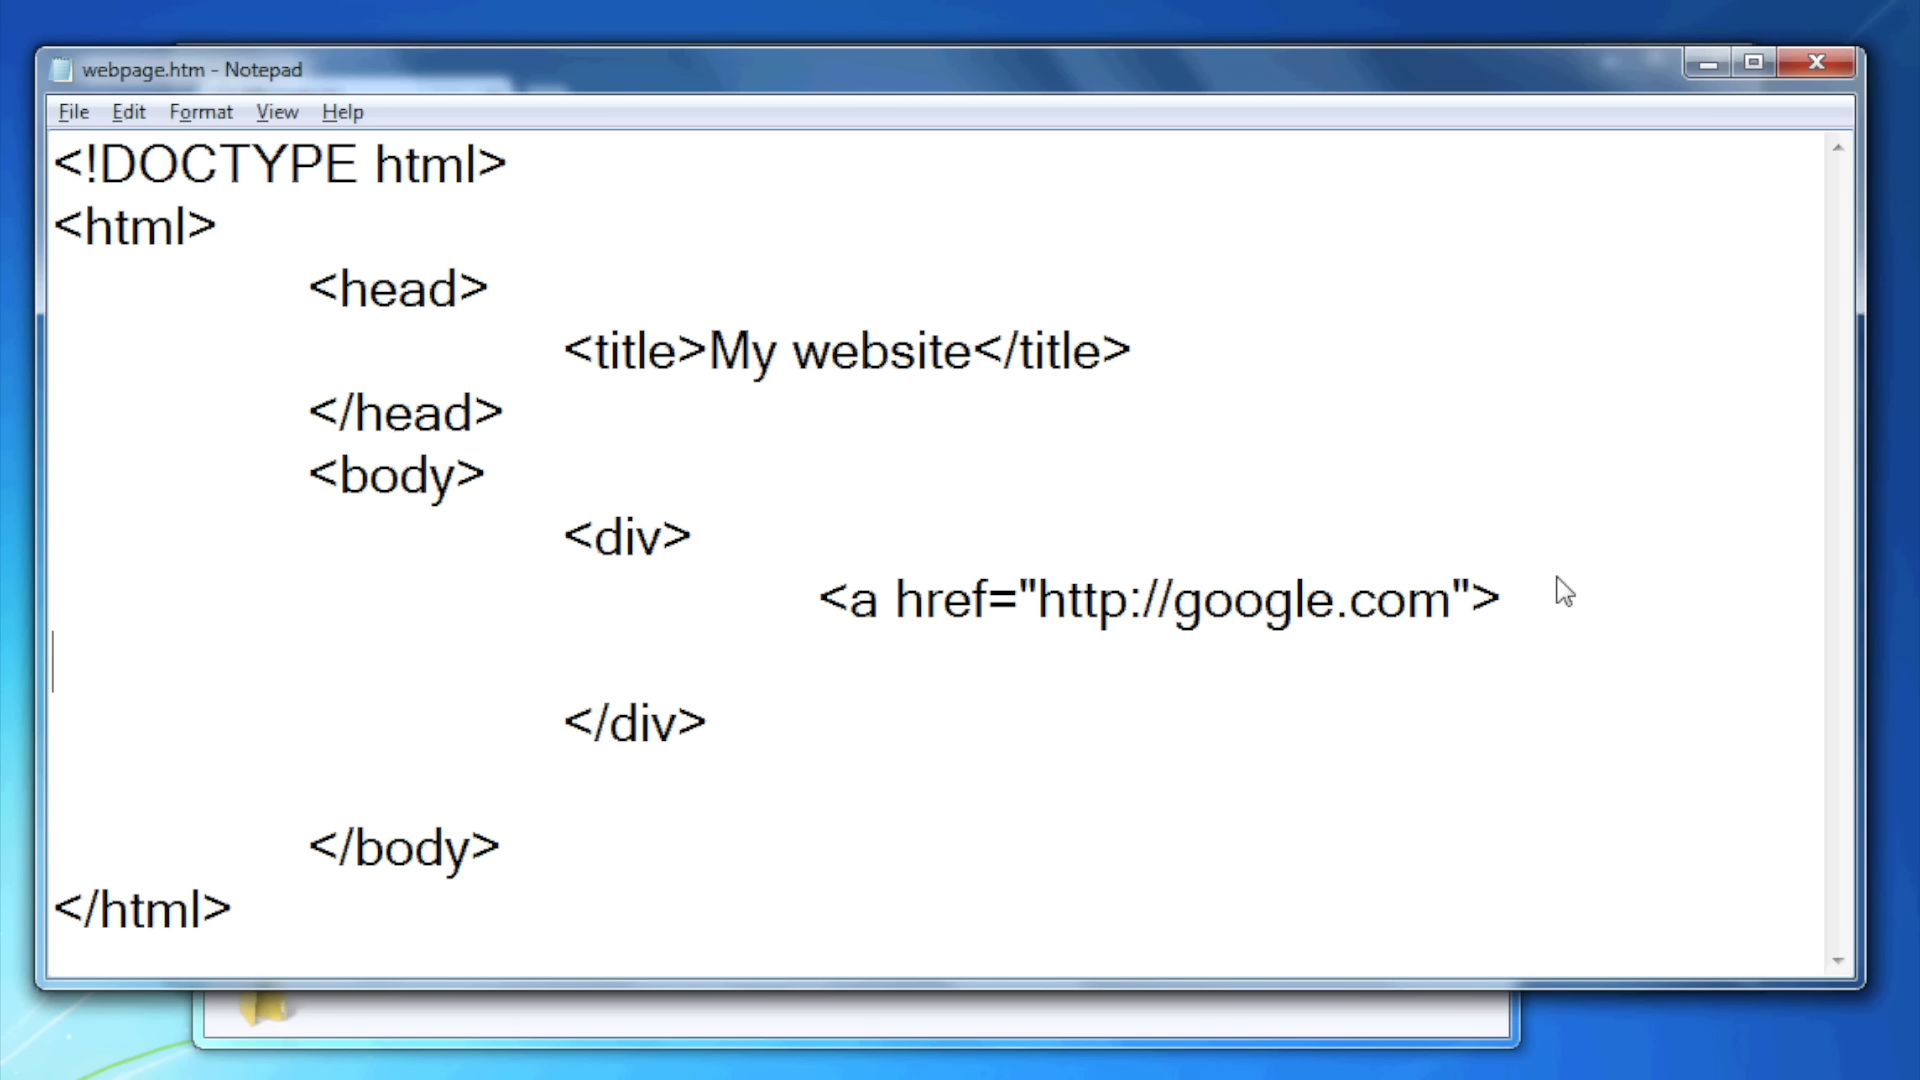 webpage.htm - Notepad
File Edit Format View Help
<!DOCTYPE html>
<html>
<head>
<title>My website</title>
</head>
<body>
<div>
<a href="http://google.com">
</div>
</body>
</html>